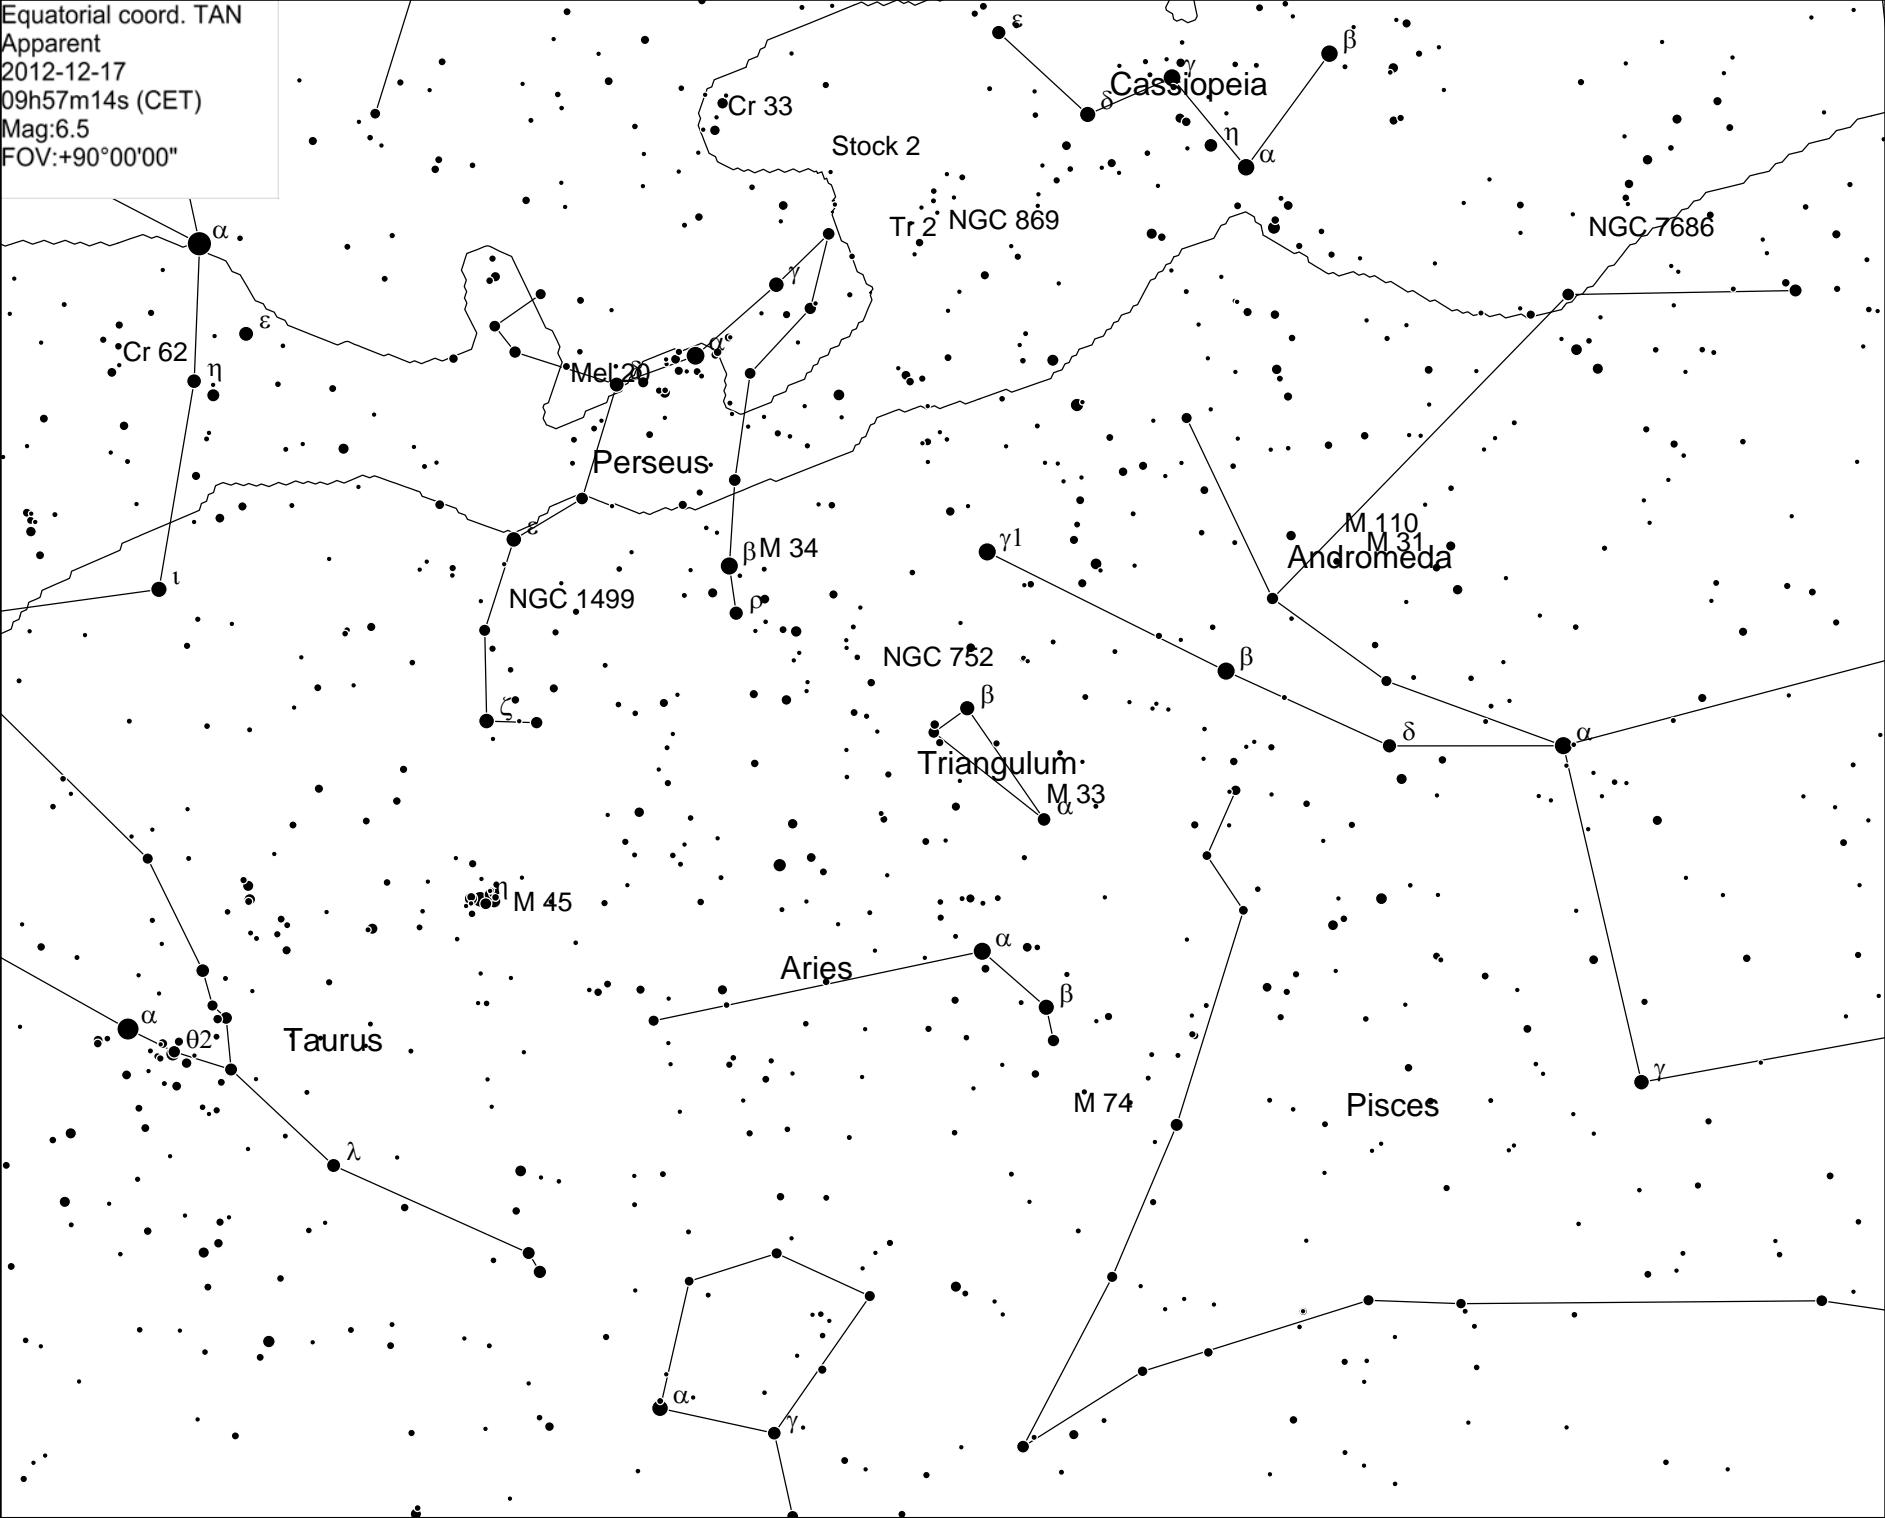 Equatorial coord. TAN
Apparent
2012-12-17
09h57m14s (CET)
Mag:6.5
FOV:+90°00'00"
ε
β
γ
Cassiopeia
δ
Cr 33
η
Stock 2
α
NGC 869
Tr 2
NGC 7686
α
γ
ε
α
Cr 62
η
Mel 20
δ
Perseus
M 110
ε
γ1
M 31
β
M 34
Andromeda
ι
NGC 1499
ρ
NGC 752
β
β
ζ
δ
α
Triangulum
M 33
α
η
M 45
α
Aries
β
α
θ2
Taurus
γ
M 74
Pisces
λ
α
γ